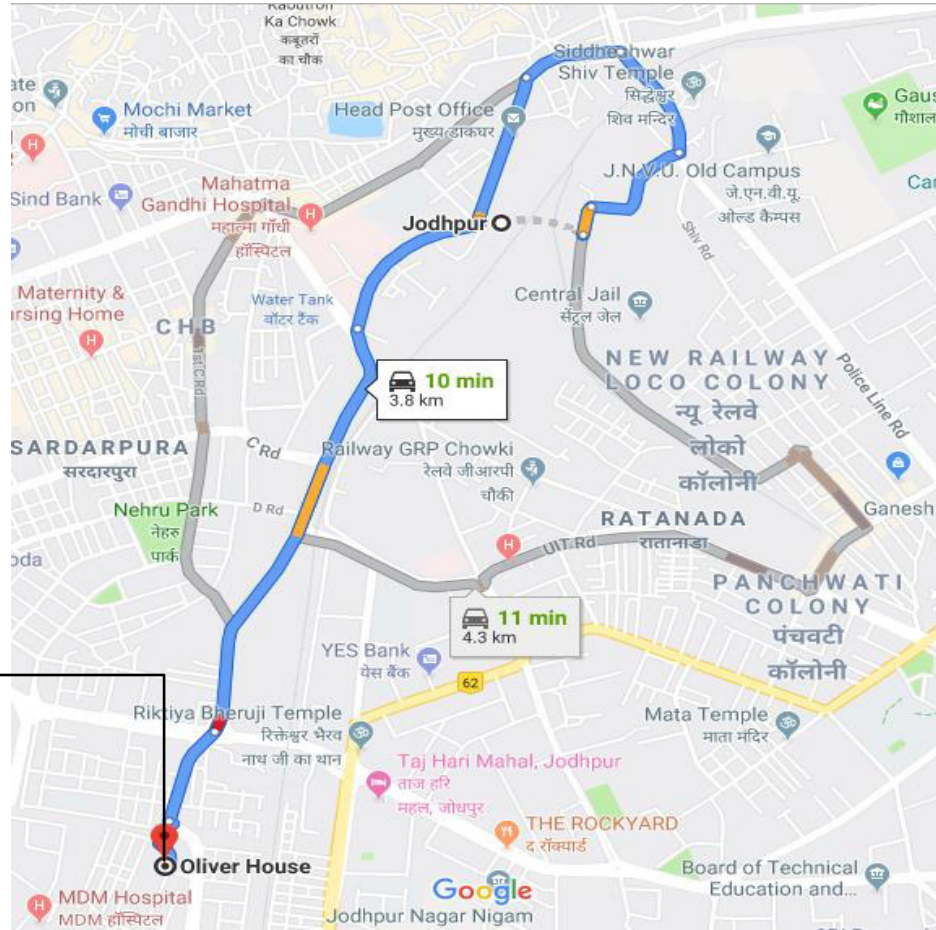 Ka Chowk
कबूतरों
का चौक
Siddheshwar
Shiv Temple
सिद्धेश्वर
शिव मन्दिर
Mochi Market
मोची बाजार
Head Post Office
मुख्य डाकघर
Gaus
गौशाल
J.N.V.U. Old Campus
जे.एन.वी.यू.
ओल्ड कैम्पस
Sind Bank
Mahatma
Gandhi Hospital
महात्मा गाँधी
हॉस्पिटल
Jodhpur
Shiv Rd
Maternity &
rsing Home
Water Tank
वॉटर टैंक
Central Jail
सेंट्रल जेल
CHB
1st C Rd
NEW RAILWAY
LOCO COLONY
न्यू रेलवे
लोको
कॉलोनी
Police Line Rd
10 min
3.8 km
SARDARPURA
सरदारपुरा
C Rd
Railway GRP Chowki
रेलवे जीआरपी
चौकी
Nehru Park
नेहरु
पार्क
D Rd
Ganesh
RATANADA
रातानाडा
UIT Rd
PANCHWATI
COLONY
पंचवटी
कॉलोनी
11 min
4.3 km
YES Bank
येस बैंक
62
Riktiya Bheruji Temple
रिक्तेश्वर भैरव
नाथ जी का थान
Mata Temple
माता मंदिर
Taj Hari Mahal, Jodhpur
ताज हरि
महल, जोधपुर
THE ROCKYARD
द रॉक्यार्ड
Oliver House
Board of Technical
Education and...
MDM Hospital
MDM हॉस्पिटल
Google
Jodhpur Nagar Nigam